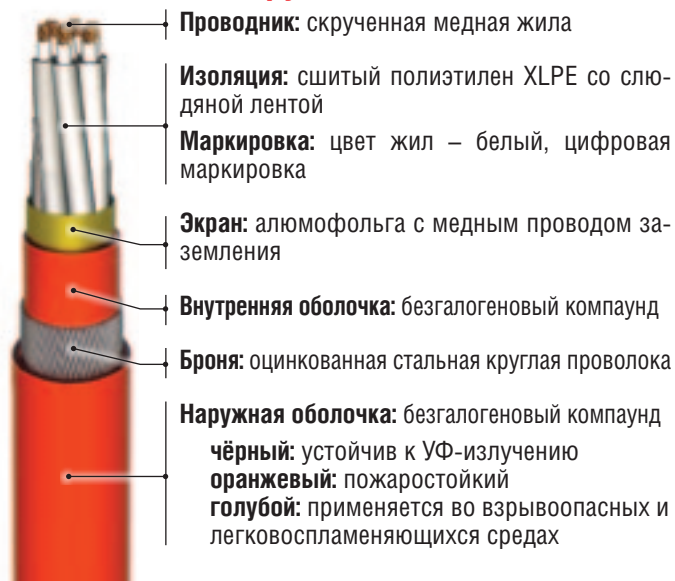 Проводник: скрученная медная жила
Изоляция: сшитый полиэтилен XLPE со слю-
дяной лентой
Маркировка: цвет жил – белый, цифровая
маркировка
Экран: алюмофольга с медным проводом за-
земления
Внутренняя оболочка: безгалогеновый компаунд
Броня: оцинкованная стальная круглая проволока
Наружная оболочка: безгалогеновый компаунд
чёрный: устойчив к УФ-излучению
оранжевый: пожаростойкий
голубой: применяется во взрывоопасных и
легковоспламеняющихся средах